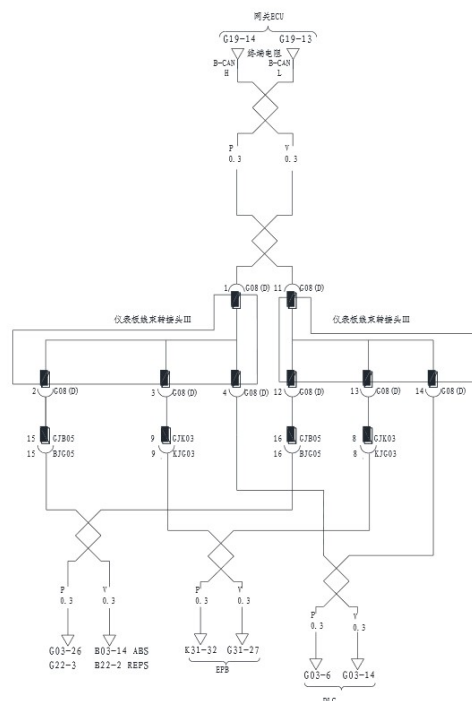 网关ECU
G19-14 G19-13
终端电阻
B-CAN B-CAN
H L
P V
0.3 0.3
1 G08(D) 11 G08(D)
仪表板线束转接头III 仪表板线束转接头III
2 G08(D) 3 G08(D) 4 G08(D) 12 G08(D) 13 G08(D) 14 G08(D)
15 GJB05 9 GJK03 16 GJB05 8 GJK03
15 BJG05 9 KJG03 16 BJG05 8 KJG03
P V P V P V
0.3 0.3 0.3 0.3 0.3 0.3
G03-26 B03-14 ABS K31-32 G31-27 G03-6 G03-14
G22-3 B22-2 REPS EPB